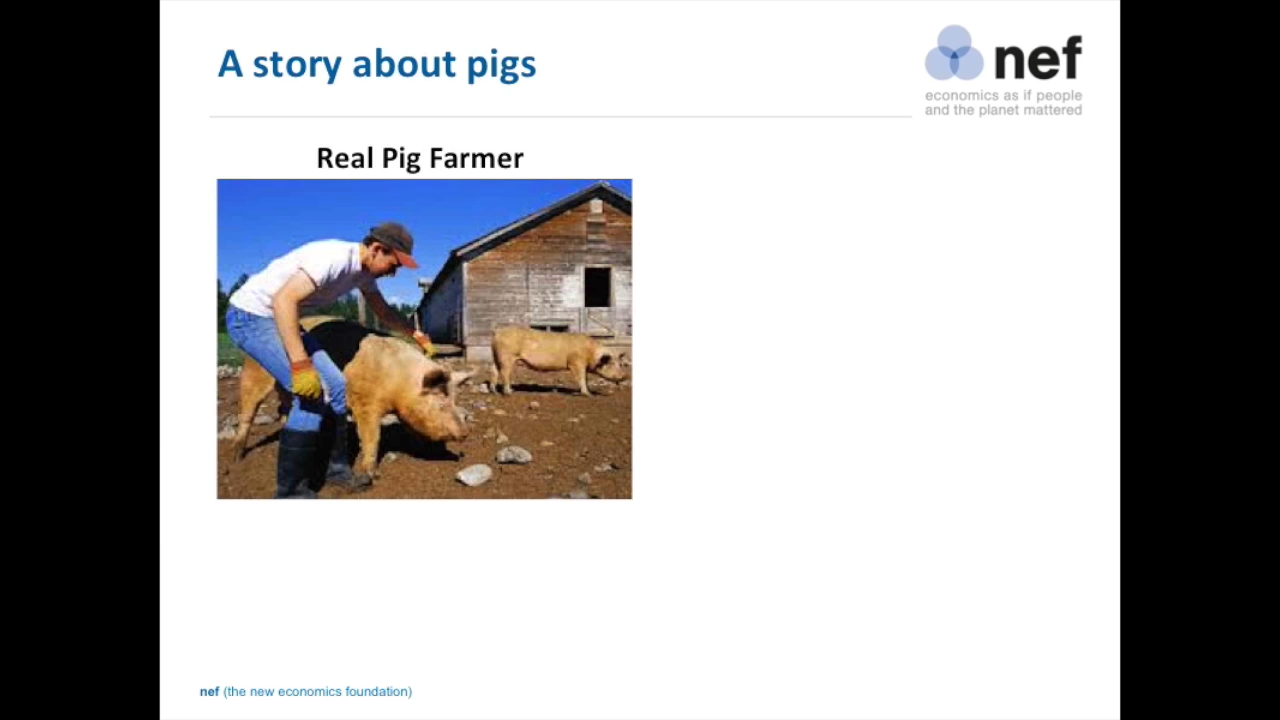 A story about pigs
nef
economics as if people
and the planet mattered
Real Pig Farmer
nef (the new economics foundation)